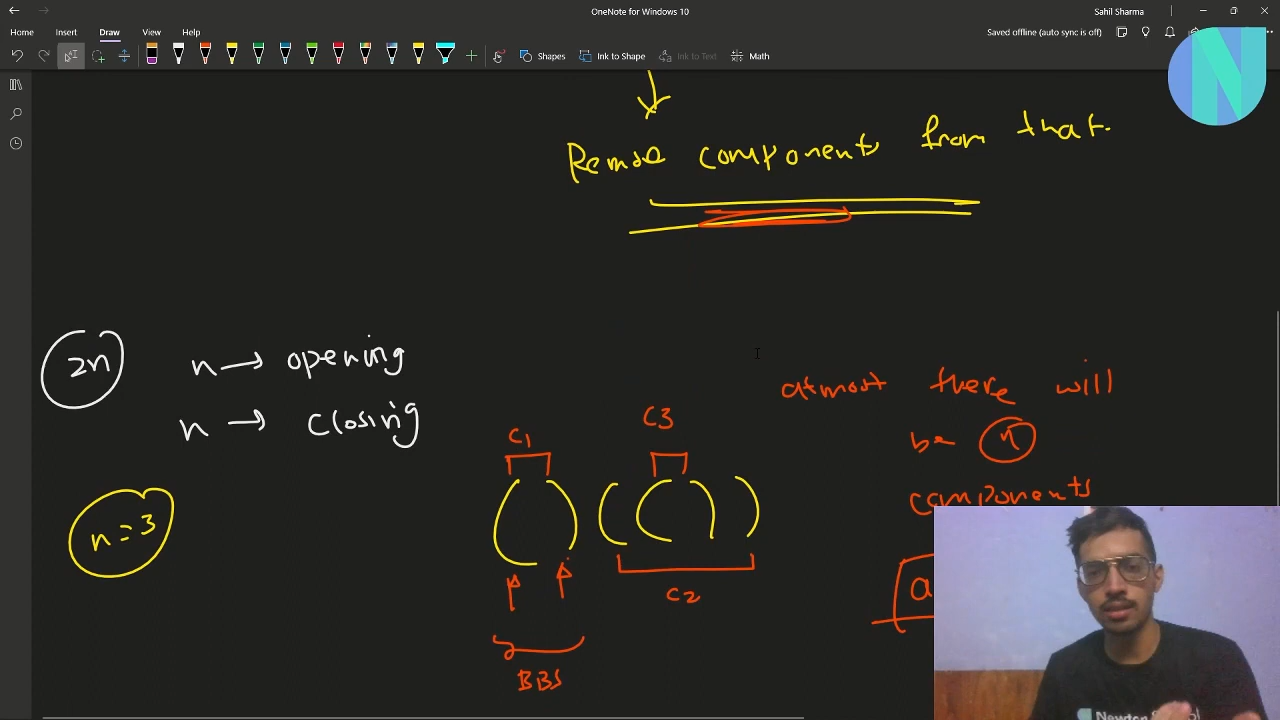 OneNote for Windows 10
Sahil Sharma
Home Insert Draw View Help
Saved offline (auto sync is off)
Shapes Ink to Shape Ink to Text Math
Remove components from that.
2n
n → opening
n → closing
n = 3
C1
C3
( ) ( ( ) )
C2
BBS
atmost there will
be n
components
a
Newton School